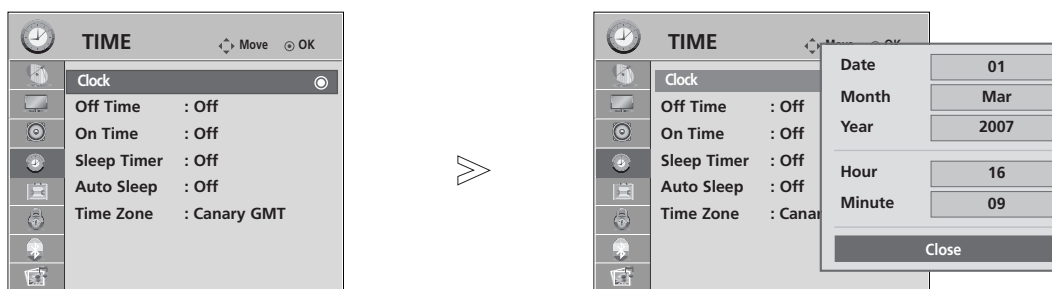 TIME Move OK
Clock
Off Time : Off
On Time : Off
Sleep Timer : Off
Auto Sleep : Off
Time Zone : Canary GMT
TIME
Clock
Off Time : Off
On Time : Off
Sleep Timer : Off
Auto Sleep : Off
Time Zone : Canar
Date 01
Month Mar
Year 2007
Hour 16
Minute 09
Close